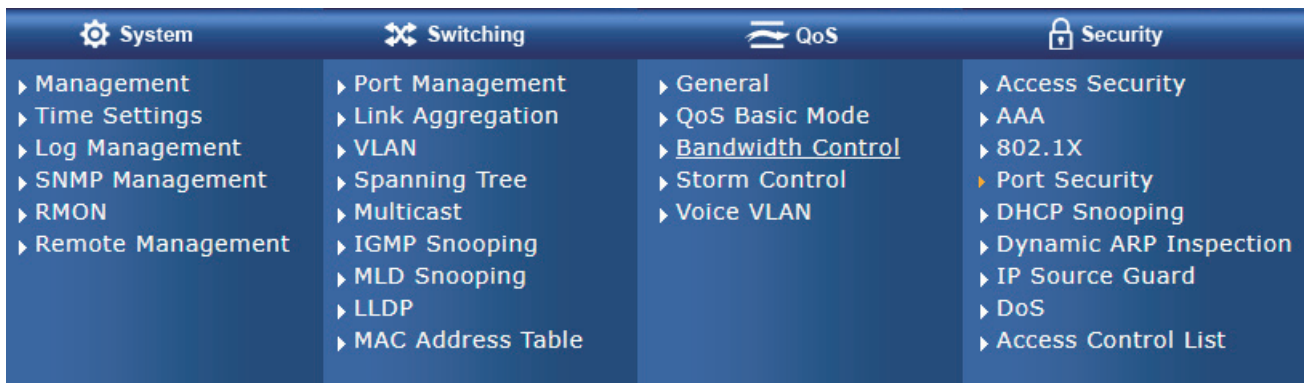 System
Management
Time Settings
Log Management
SNMP Management
RMON
Remote Management
Switching
Port Management
Link Aggregation
VLAN
Spanning Tree
Multicast
IGMP Snooping
MLD Snooping
LLDP
MAC Address Table
QoS
General
QoS Basic Mode
Bandwidth Control
Storm Control
Voice VLAN
Security
Access Security
AAA
802.1X
Port Security
DHCP Snooping
Dynamic ARP Inspection
IP Source Guard
DoS
Access Control List